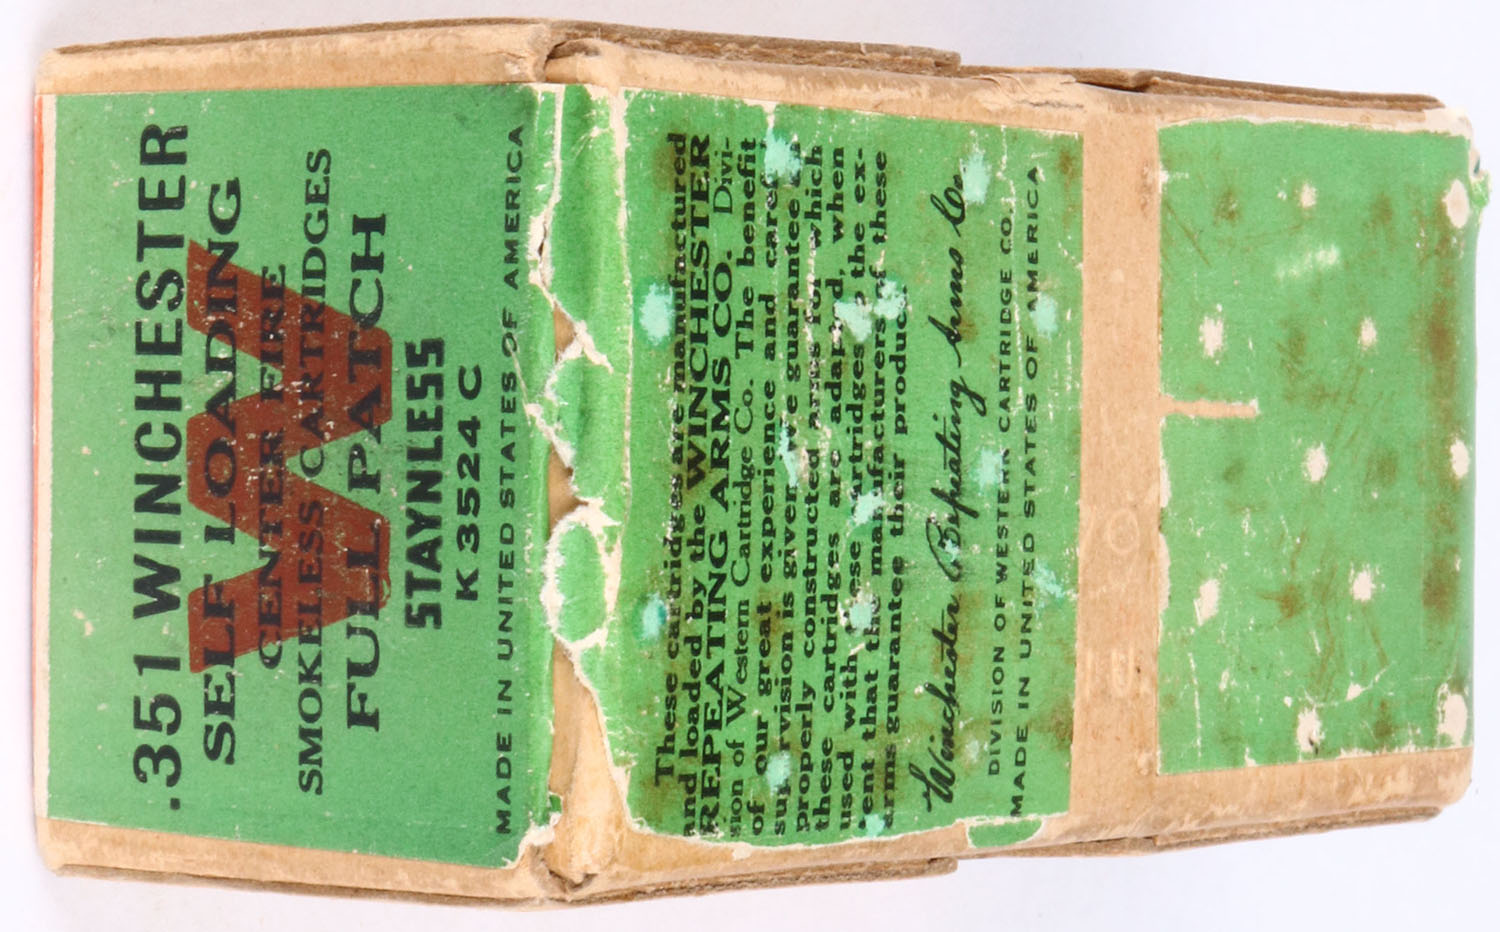 .351 WINCHESTER
SELF LOADING
CENTER FIRE
SMOKELESS CARTRIDGES
FULL PATCH
STAYNLESS
K 3524 C
MADE IN UNITED STATES OF AMERICA
W
These cartridges are manufactured
and loaded by the WINCHESTER
REPEATING ARMS CO. Divi-
sion of Western Cartridge Co. The benefit
of our great experience and careful
supervision is given. We guarantee
properly constructed arms for which
these cartridges are adapted, when
used with these cartridges to the ex-
tent that the manufacturers of these
arms guarantee their product.
Winchester Repeating Arms Co.
DIVISION OF WESTERN CARTRIDGE CO.
MADE IN UNITED STATES OF AMERICA